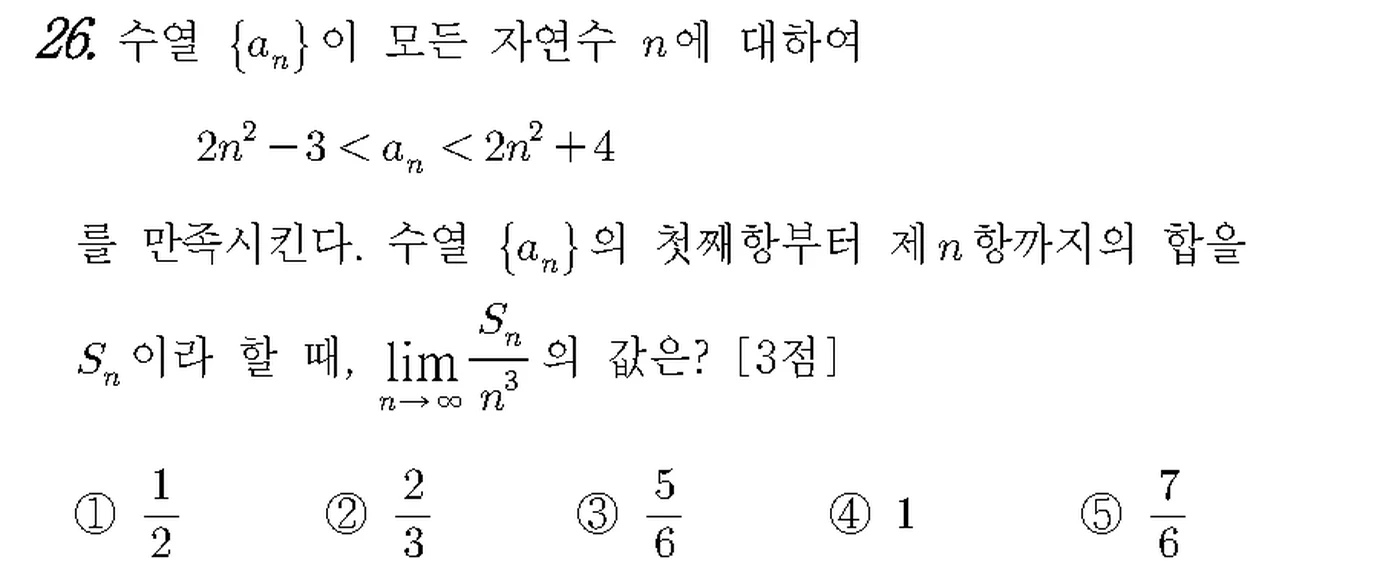 26. 수열 {aₙ}이 모든 자연수 n에 대하여
2n² − 3 < aₙ < 2n² + 4
를 만족시킨다. 수열 {aₙ}의 첫째항부터 제n항까지의 합을
Sₙ이라 할 때, lim_{n→∞} Sₙ/n³ 의 값은? [3점]
① 1/2 ② 2/3 ③ 5/6 ④ 1 ⑤ 7/6